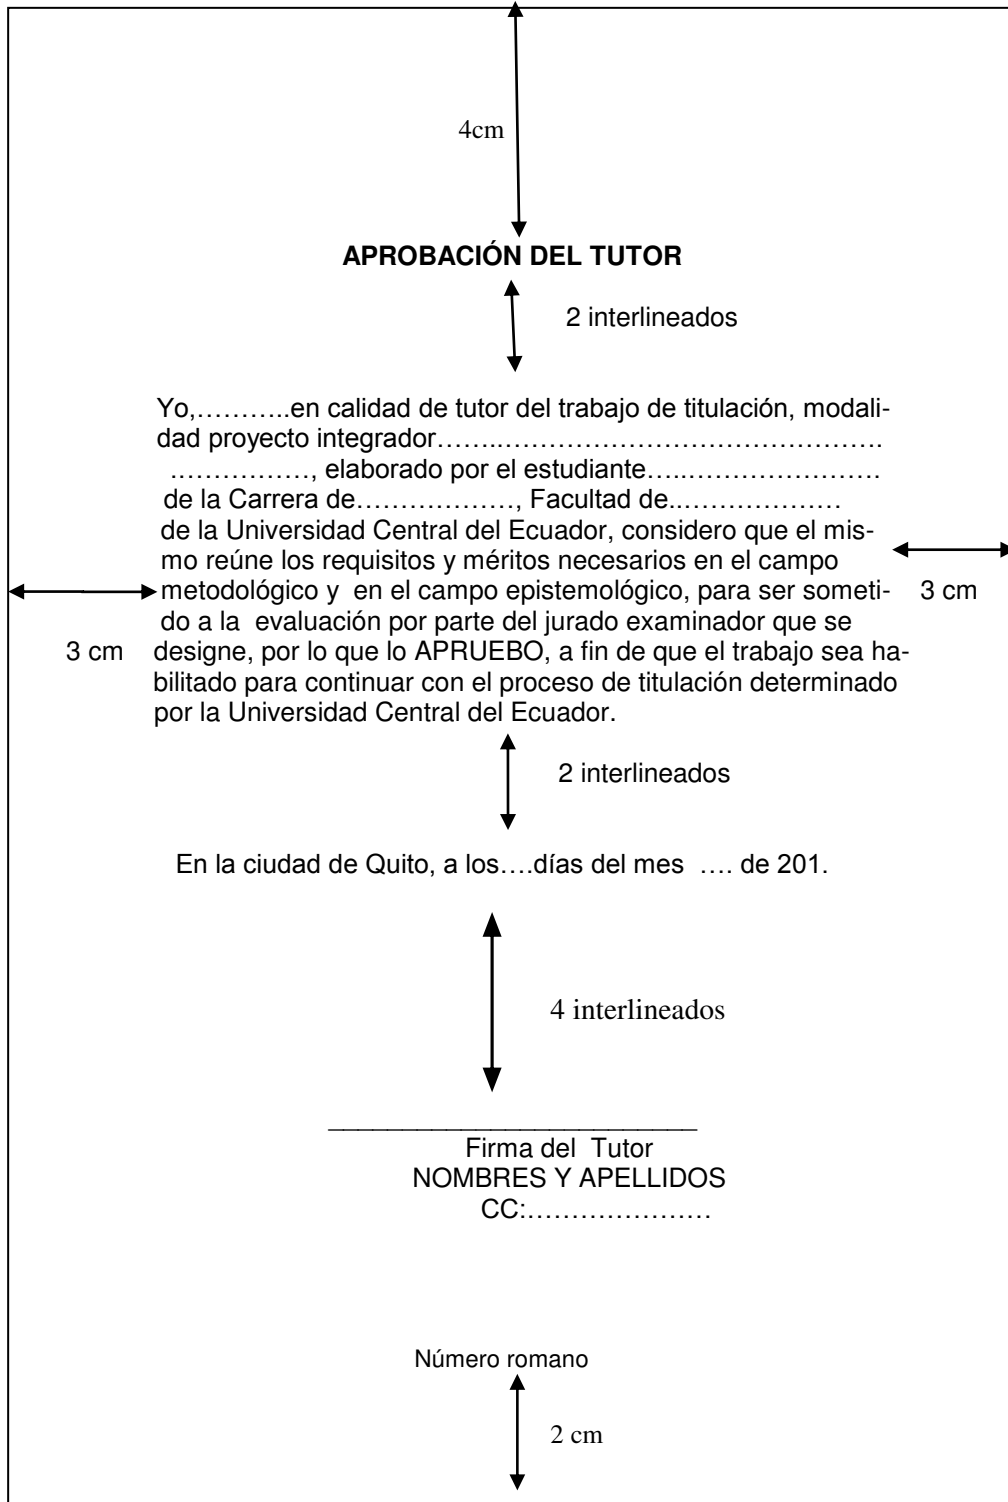 4cm
APROBACIÓN DEL TUTOR
2 interlineados
Yo,………..en calidad de tutor del trabajo de titulación, modali-
dad proyecto integrador……..…………………………………….
……………, elaborado por el estudiante…..…………………
de la Carrera de………………, Facultad de..………………
de la Universidad Central del Ecuador, considero que el mis-
mo reúne los requisitos y méritos necesarios en el campo
metodológico y  en el campo epistemológico, para ser someti-
3 cm
do a la  evaluación por parte del jurado examinador que se
3 cm
designe, por lo que lo APRUEBO, a fin de que el trabajo sea ha-
bilitado para continuar con el proceso de titulación determinado
por la Universidad Central del Ecuador.
2 interlineados
En la ciudad de Quito, a los….días del mes  …. de 201.
4 interlineados
__________________________
Firma del  Tutor
NOMBRES Y APELLIDOS
CC:…………………
Número romano
2 cm